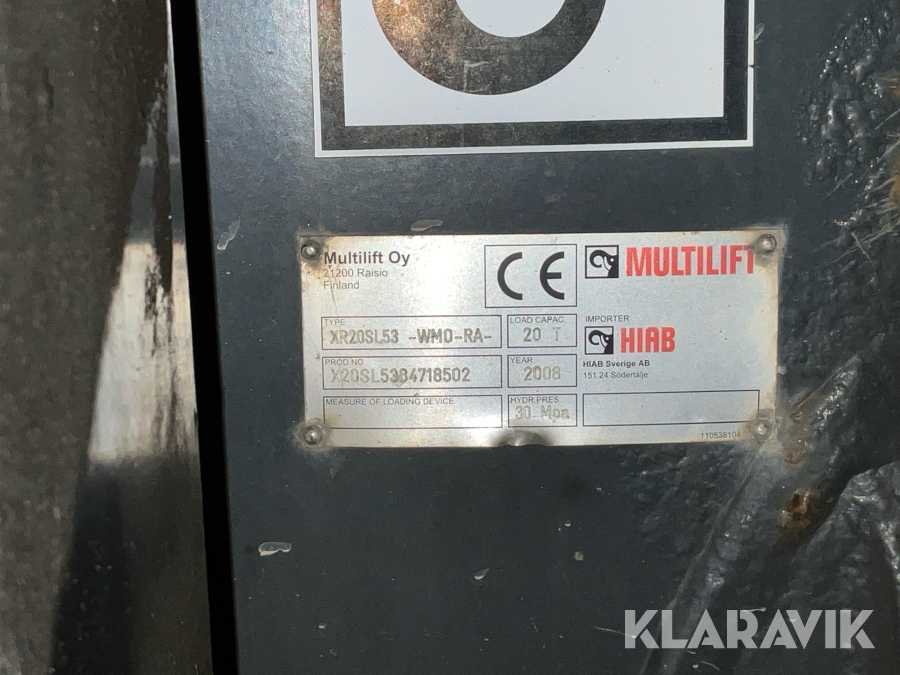 Multilift Oy
21200 Raisio
Finland
CE
MULTILIFT
TYPE
XR20SL53 -WMO-RA-
LOAD CAPAC.
20 T
IMPORTER
HIAB
HIAB Sverige AB
151 24 Södertälje
PROD.NO
X20SL5384718502
YEAR
2008
MEASURE OF LOADING DEVICE
HYDR.PRES.
30 Mpa
110538104
KLARAVIK